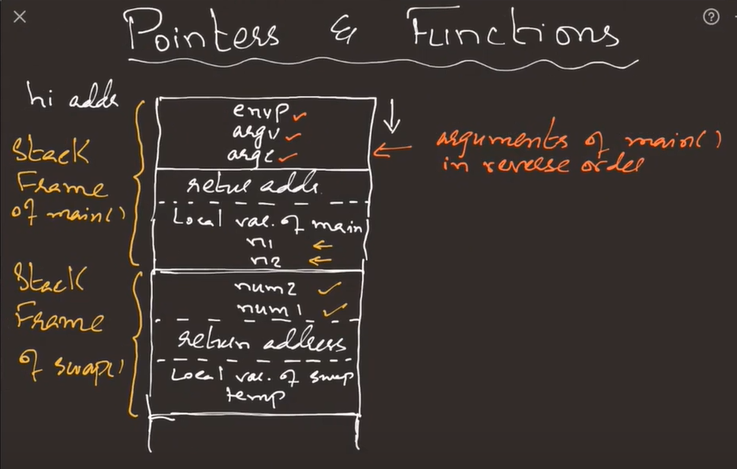 Pointers & Functions
hi addr
envp
argv
argc
arguments of main()
in reverse order
Stack
Frame
of main()
retur addr
Local var. of main
n1
n2
Stack
Frame
of swap()
num2
num1
return address
Local var. of swap
temp